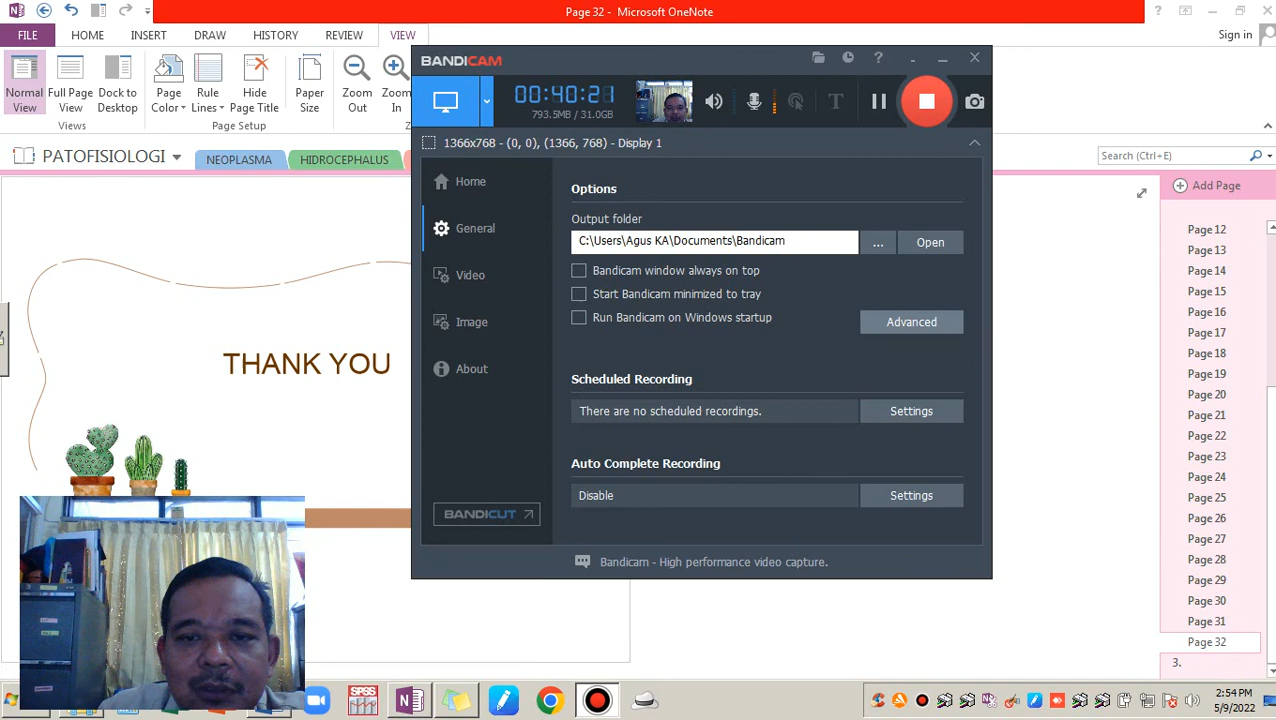 Page 32 - Microsoft OneNote
FILE HOME INSERT DRAW HISTORY REVIEW VIEW
Sign in
Normal View
Full Page View
Dock to Desktop
Page Color
Rule Lines
Hide Page Title
Paper Size
Zoom Out
Zoom In
Views
Page Setup
PATOFISIOLOGI
NEOPLASMA
HIDROCEPHALUS
Search (Ctrl+E)
Add Page
BANDICAM
00:40:21
793.5MB / 31.0GB
1366x768 - (0, 0), (1366, 768) - Display 1
Home
General
Video
Image
About
BANDICUT
Options
Output folder
C:\Users\Agus KA\Documents\Bandicam
...
Open
Bandicam window always on top
Start Bandicam minimized to tray
Run Bandicam on Windows startup
Advanced
Scheduled Recording
There are no scheduled recordings.
Settings
Auto Complete Recording
Disable
Settings
Bandicam - High performance video capture.
THANK YOU
Page 12
Page 13
Page 14
Page 15
Page 16
Page 17
Page 18
Page 19
Page 20
Page 21
Page 22
Page 23
Page 24
Page 25
Page 26
Page 27
Page 28
Page 29
Page 30
Page 31
Page 32
3.
SPSS
2:54 PM
5/9/2022